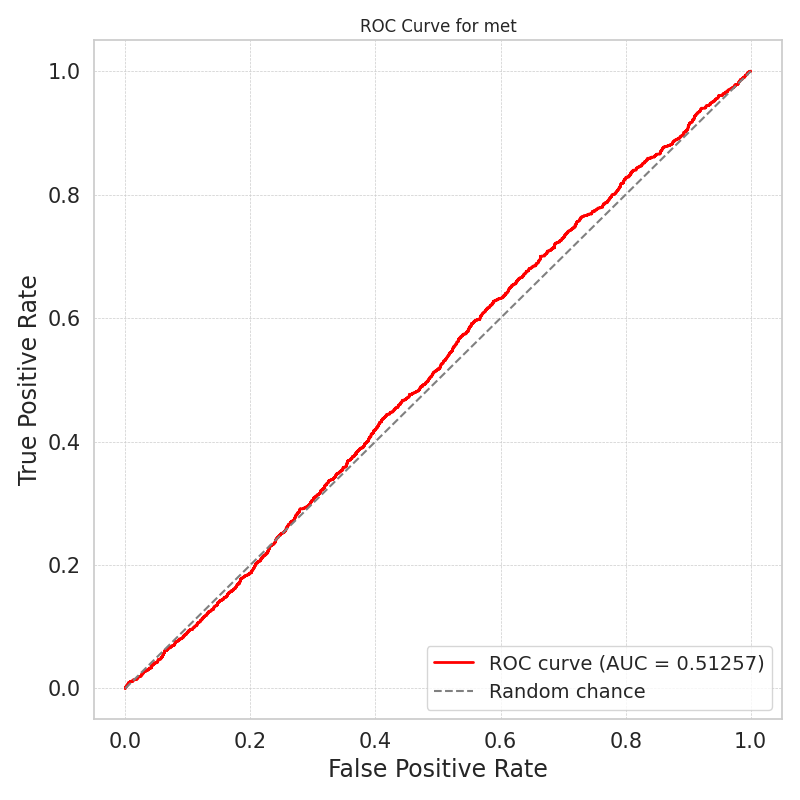 ROC Curve for met
1.0
0.8
0.6
0.4
0.2
0.0
True Positive Rate
ROC curve (AUC = 0.51257)
Random chance
0.0 0.2 0.4 0.6 0.8 1.0
False Positive Rate